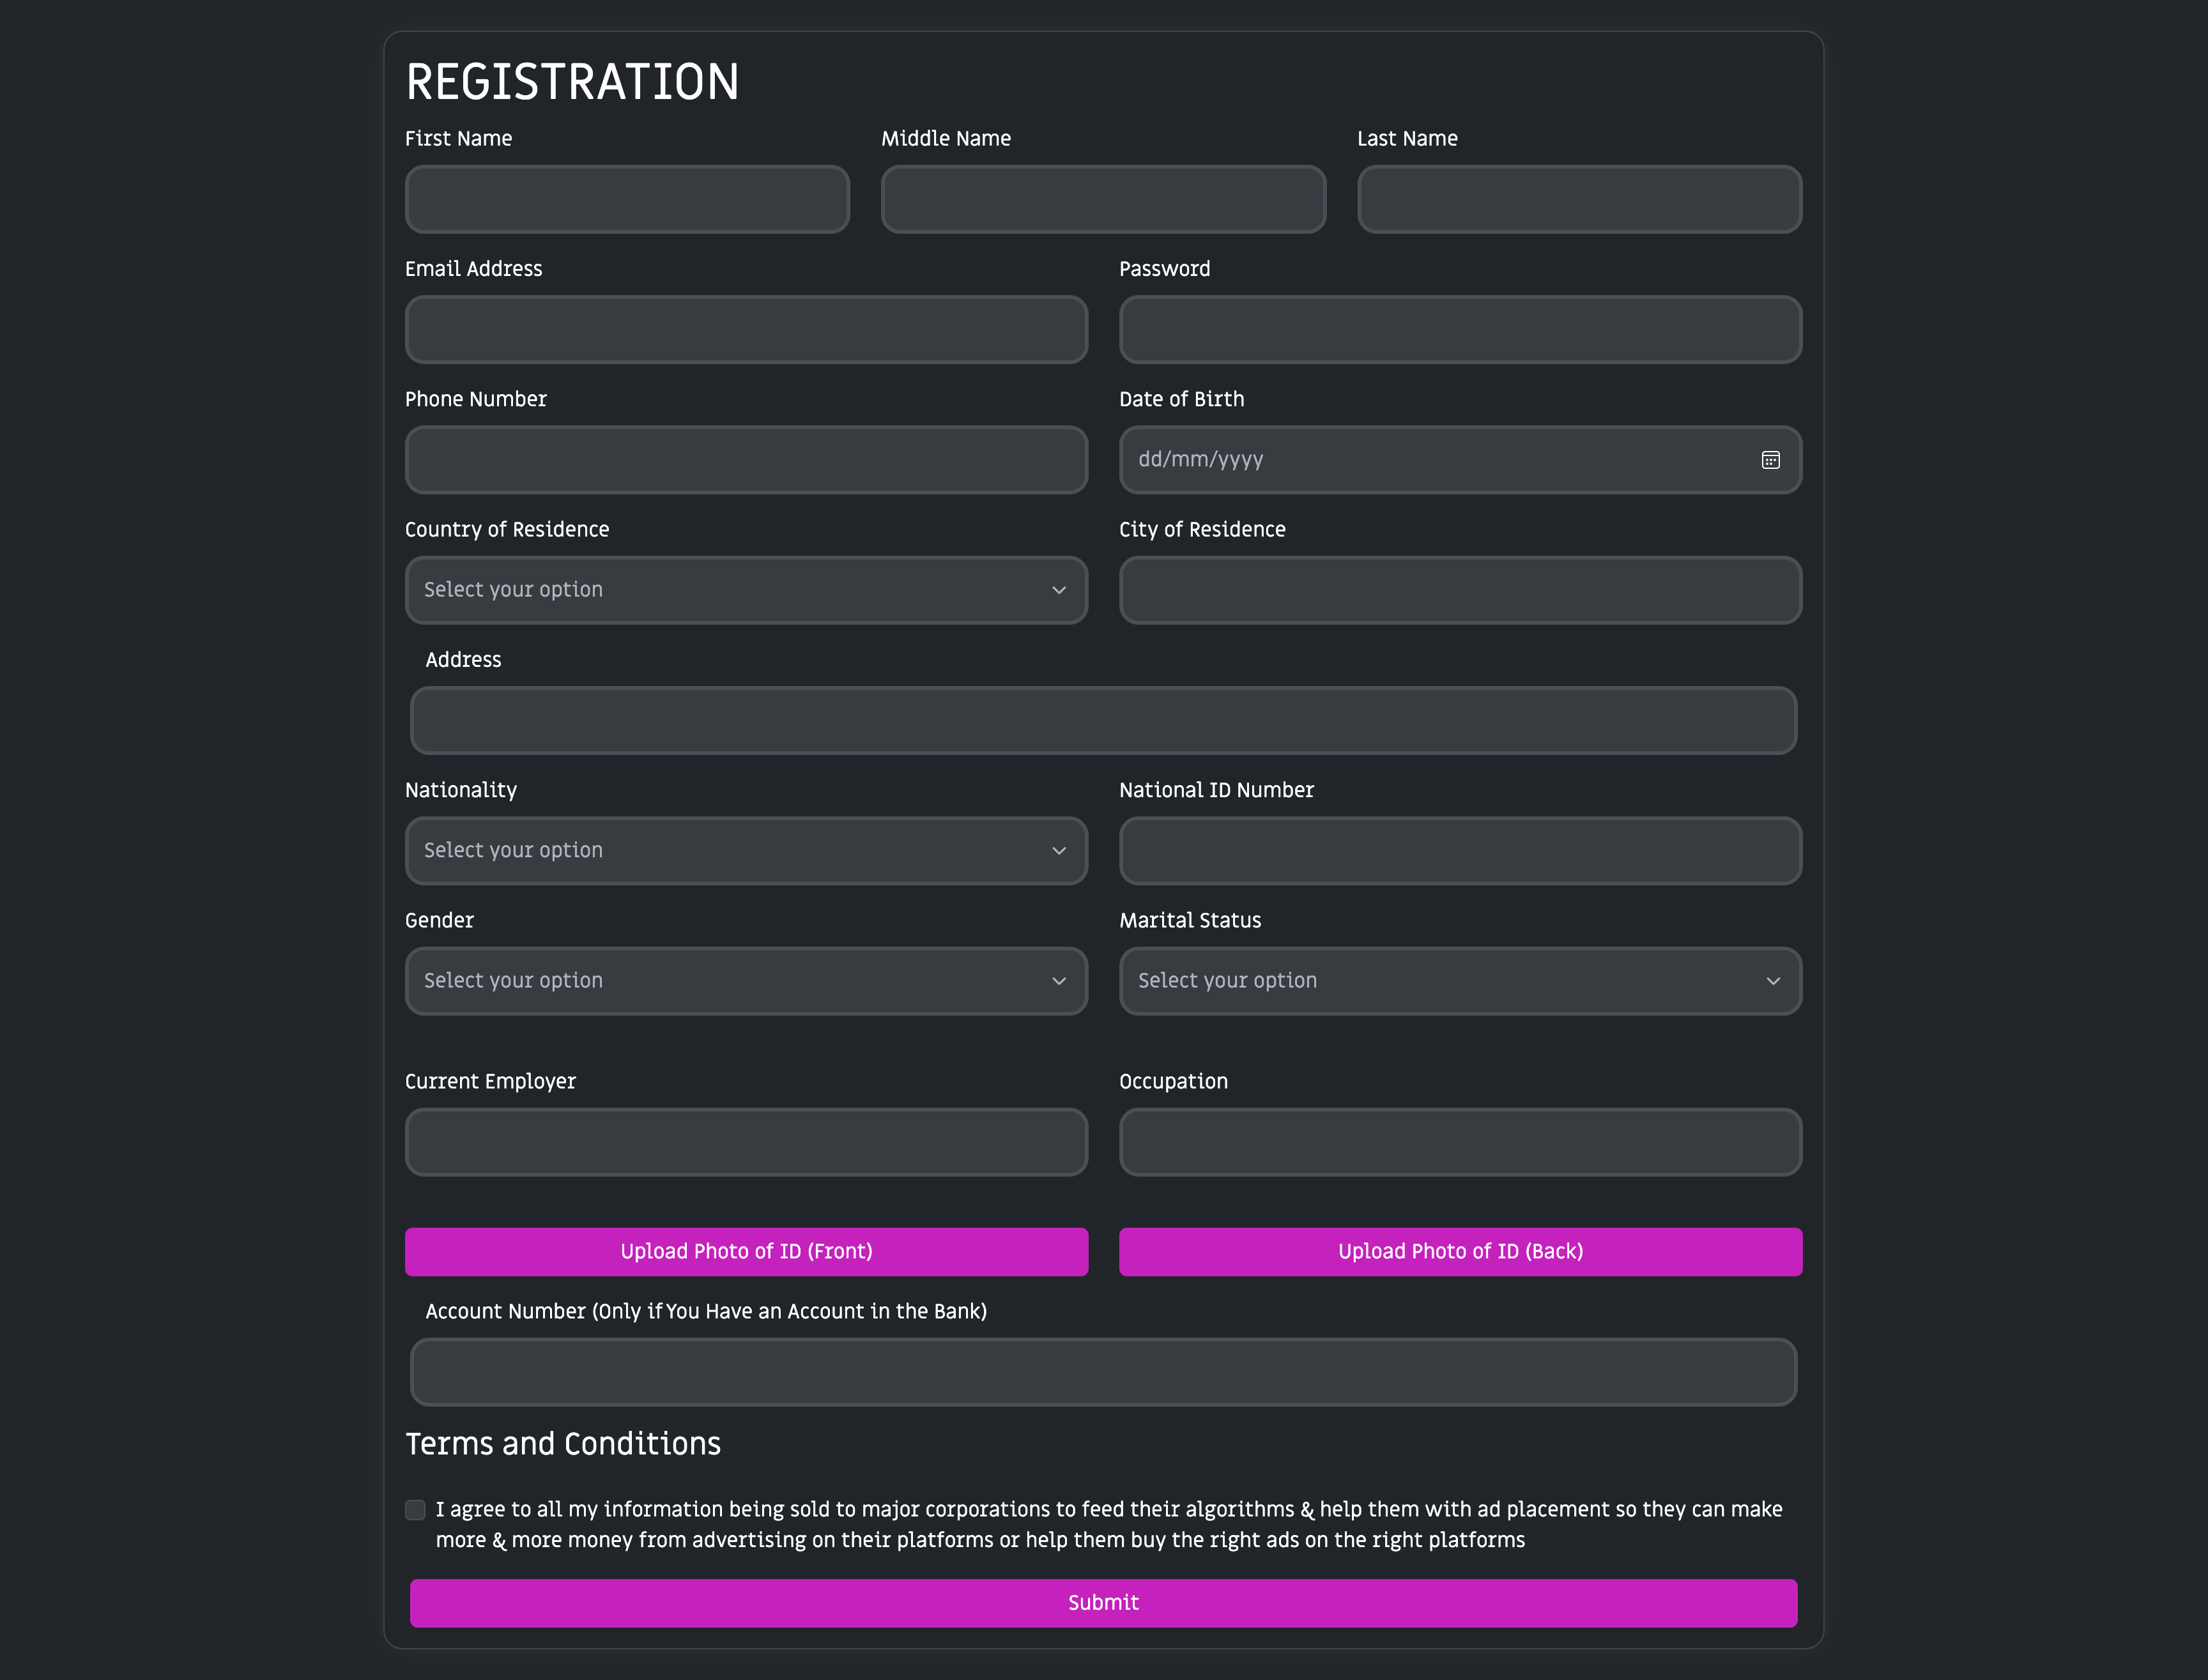 REGISTRATION
First Name
Middle Name
Last Name
Email Address
Password
Phone Number
Date of Birth
dd/mm/yyyy
Country of Residence
City of Residence
Select your option
Address
Nationality
National ID Number
Select your option
Gender
Marital Status
Select your option
Select your option
Current Employer
Occupation
Upload Photo of ID (Front)
Upload Photo of ID (Back)
Account Number (Only if You Have an Account in the Bank)
Terms and Conditions
I agree to all my information being sold to major corporations to feed their algorithms & help them with ad placement so they can make
more & more money from advertising on their platforms or help them buy the right ads on the right platforms
Submit